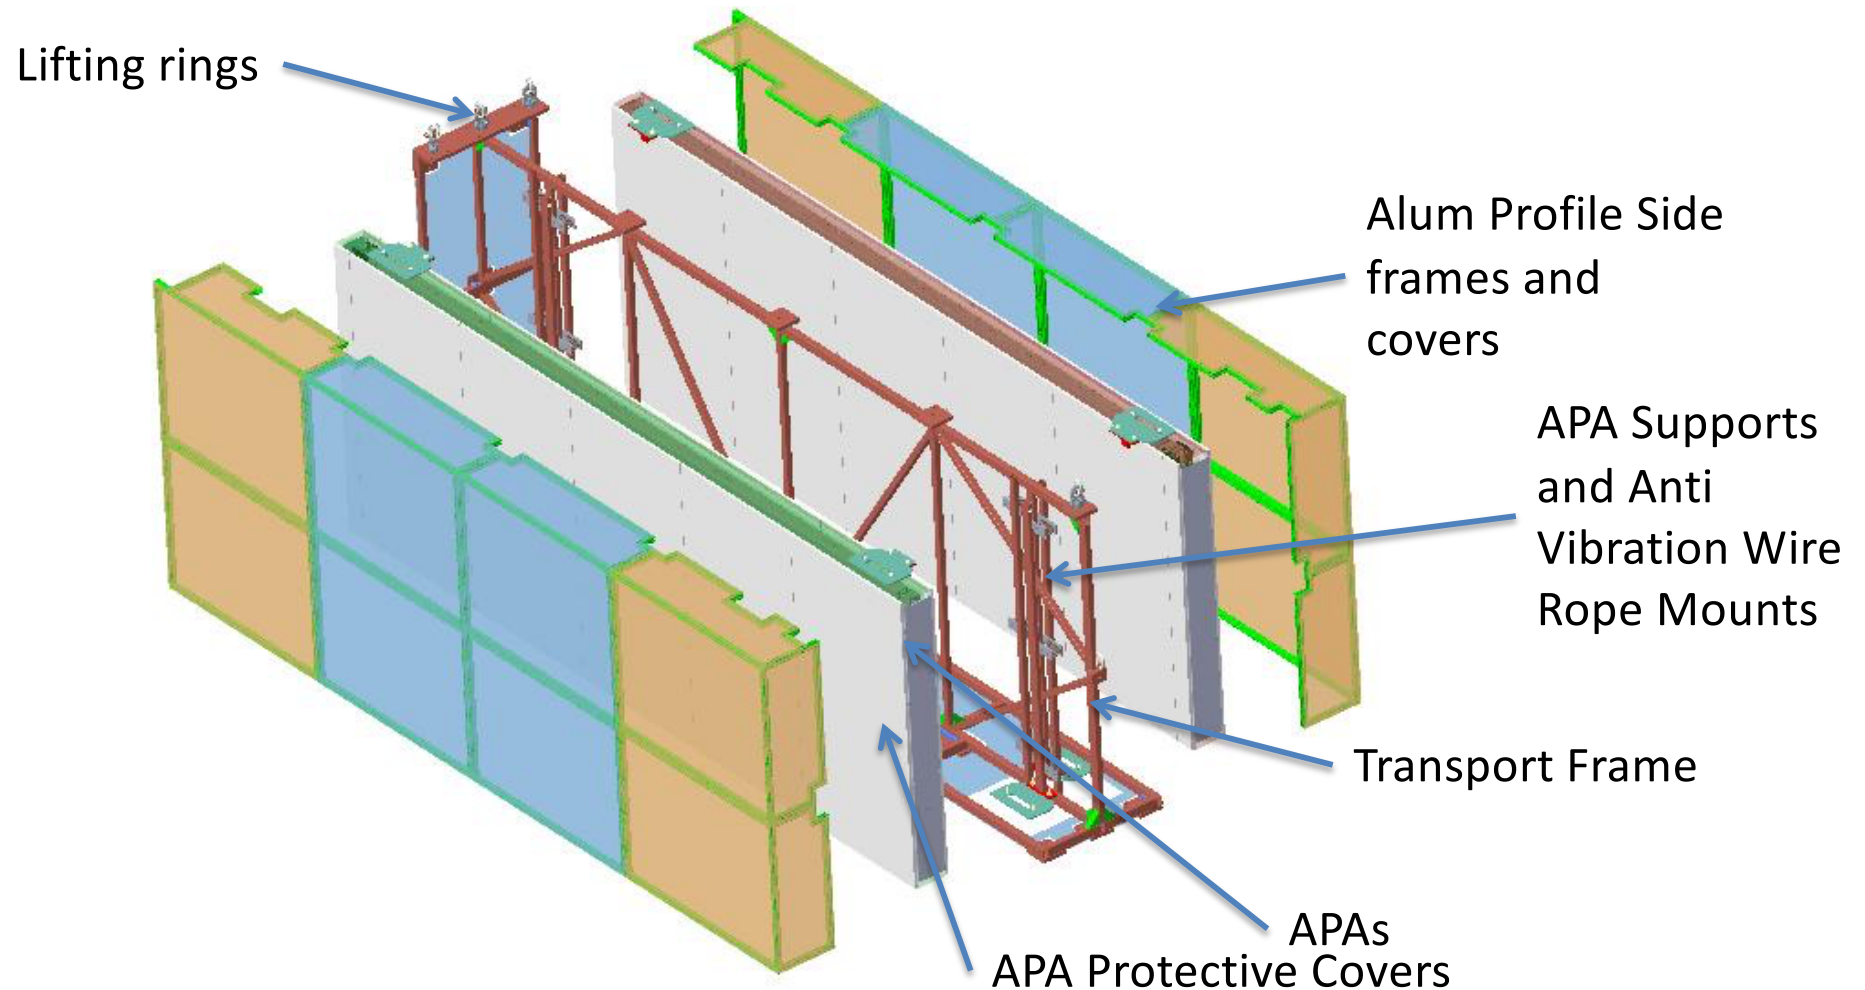 Lifting rings
Alum Profile Side
frames and
covers
APA Supports
and Anti
Vibration Wire
Rope Mounts
Transport Frame
APAs
APA Protective Covers